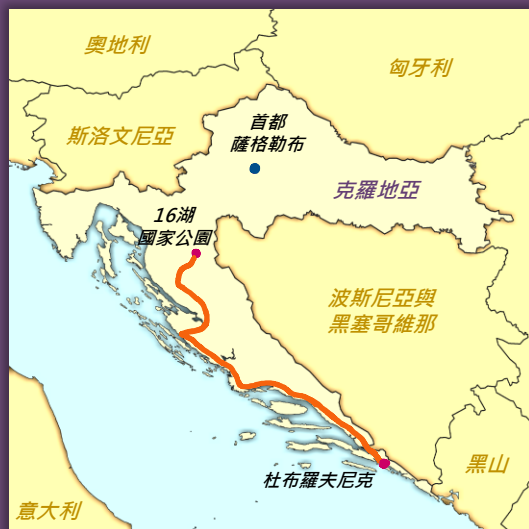 奧地利
匈牙利
斯洛文尼亞
首都
薩格勒布
克羅地亞
16湖
國家公園
波斯尼亞與
黑塞哥維那
黑山
杜布羅夫尼克
意大利